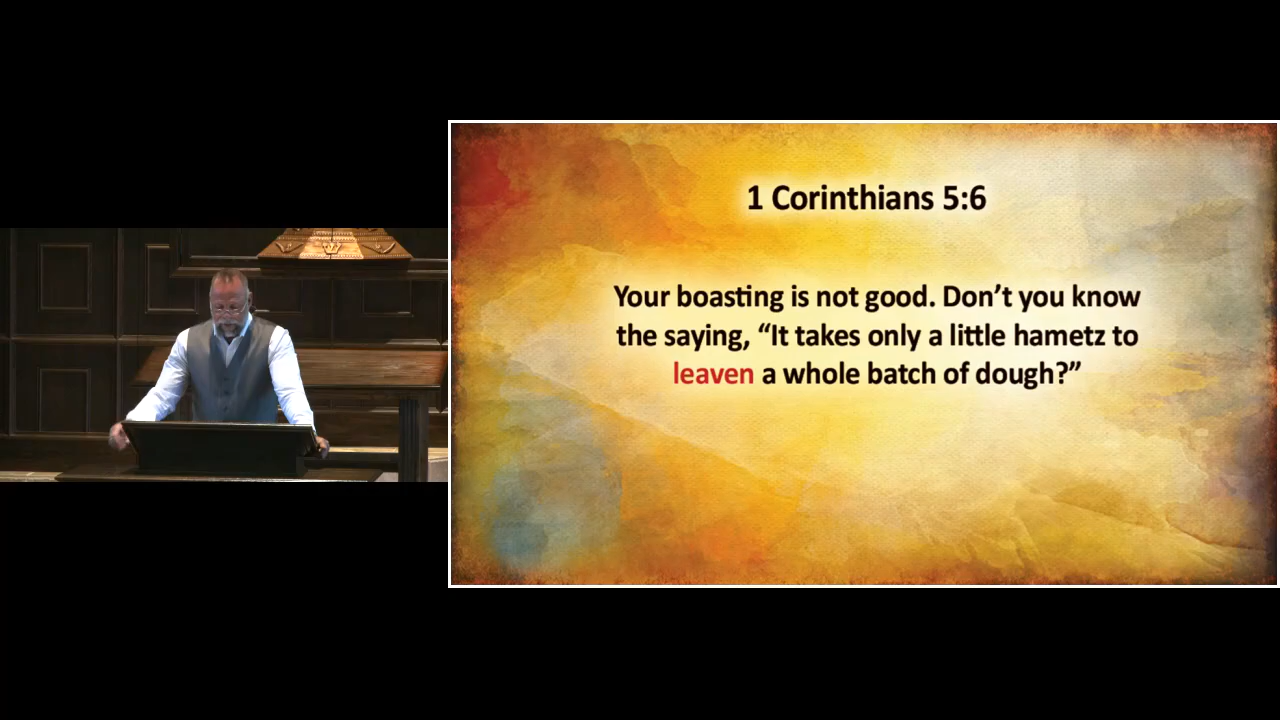 1 Corinthians 5:6
Your boasting is not good. Don’t you know
the saying, “It takes only a little hametz to
leaven a whole batch of dough?”